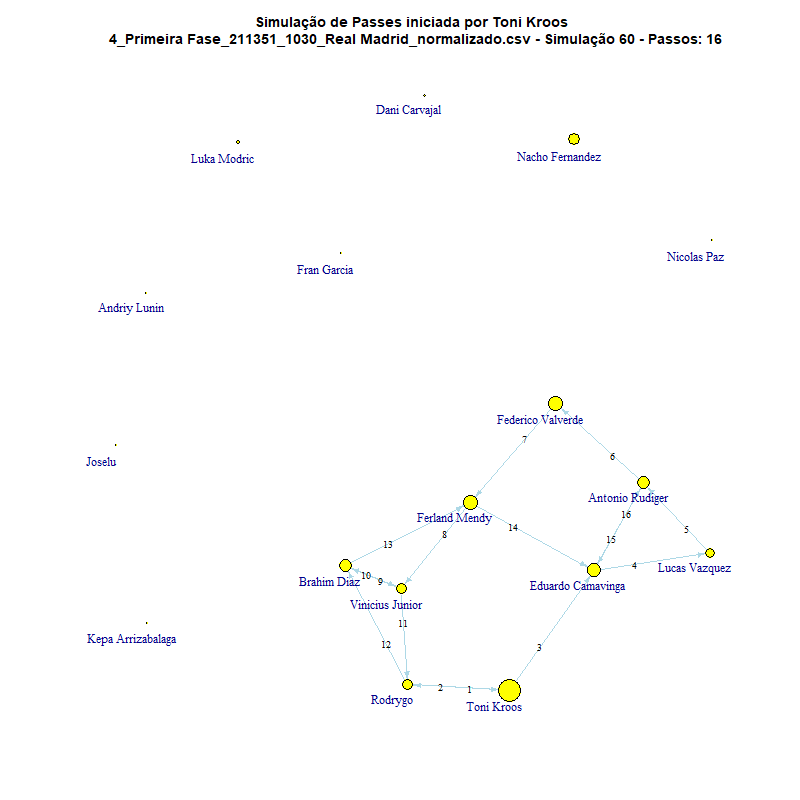 Simulação de Passes iniciada por Toni Kroos
4_Primeira Fase_211351_1030_Real Madrid_normalizado.csv - Simulação 60 - Passos: 16
Dani Carvajal
Luka Modric
Nacho Fernandez
Nicolas Paz
Fran Garcia
Andriy Lunin
Federico Valverde
7
6
Joselu
Antonio Rudiger
Ferland Mendy
16
14
5
8
15
13
4
Lucas Vazquez
10
9
Brahim Diaz
Eduardo Camavinga
Vinicius Junior
11
Kepa Arrizabalaga
12
3
2
1
Rodrygo
Toni Kroos